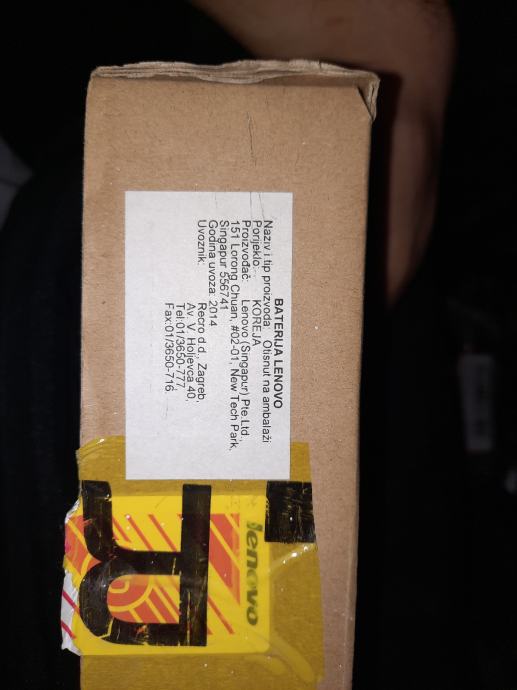 BATERIJA LENOVO
Naziv i tip proizvoda: Otisnut na ambalaži
Porijeklo: KOREJA
Proizvođač: Lenovo (Singapur) Pte.Ltd.,
151 Lorong Chuan, #02-01, New Tech Park,
Singapur 556741
Godina uvoza: 2014
Uvoznik: Recro d.d., Zagreb,
Av. V. Holjevca 40,
Tel:01/3650-777,
Fax:01/3650-716.
lenovo
R